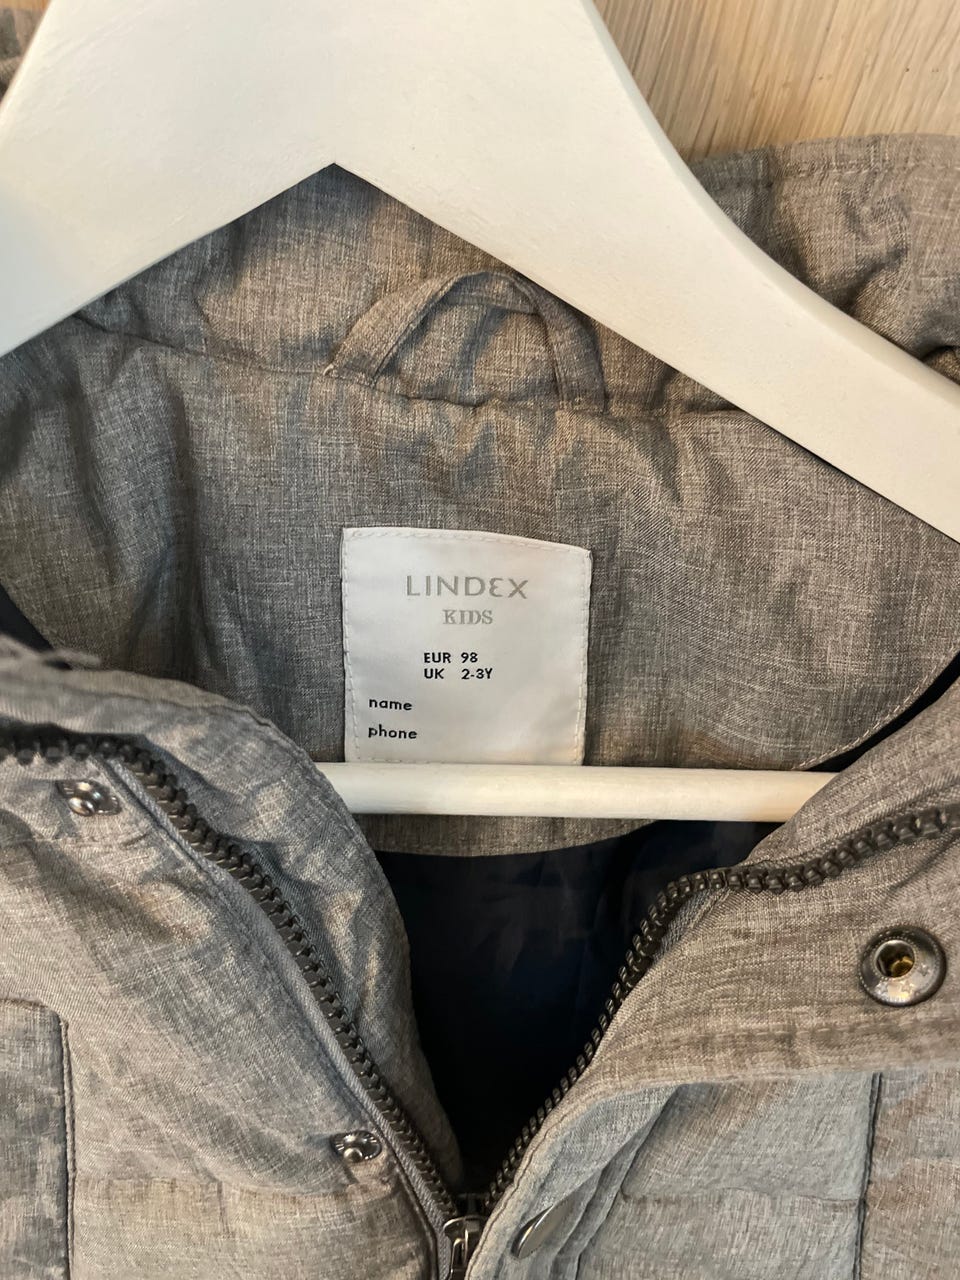 LINDEX
KIDS
EUR 98
UK 2-3Y
name
phone